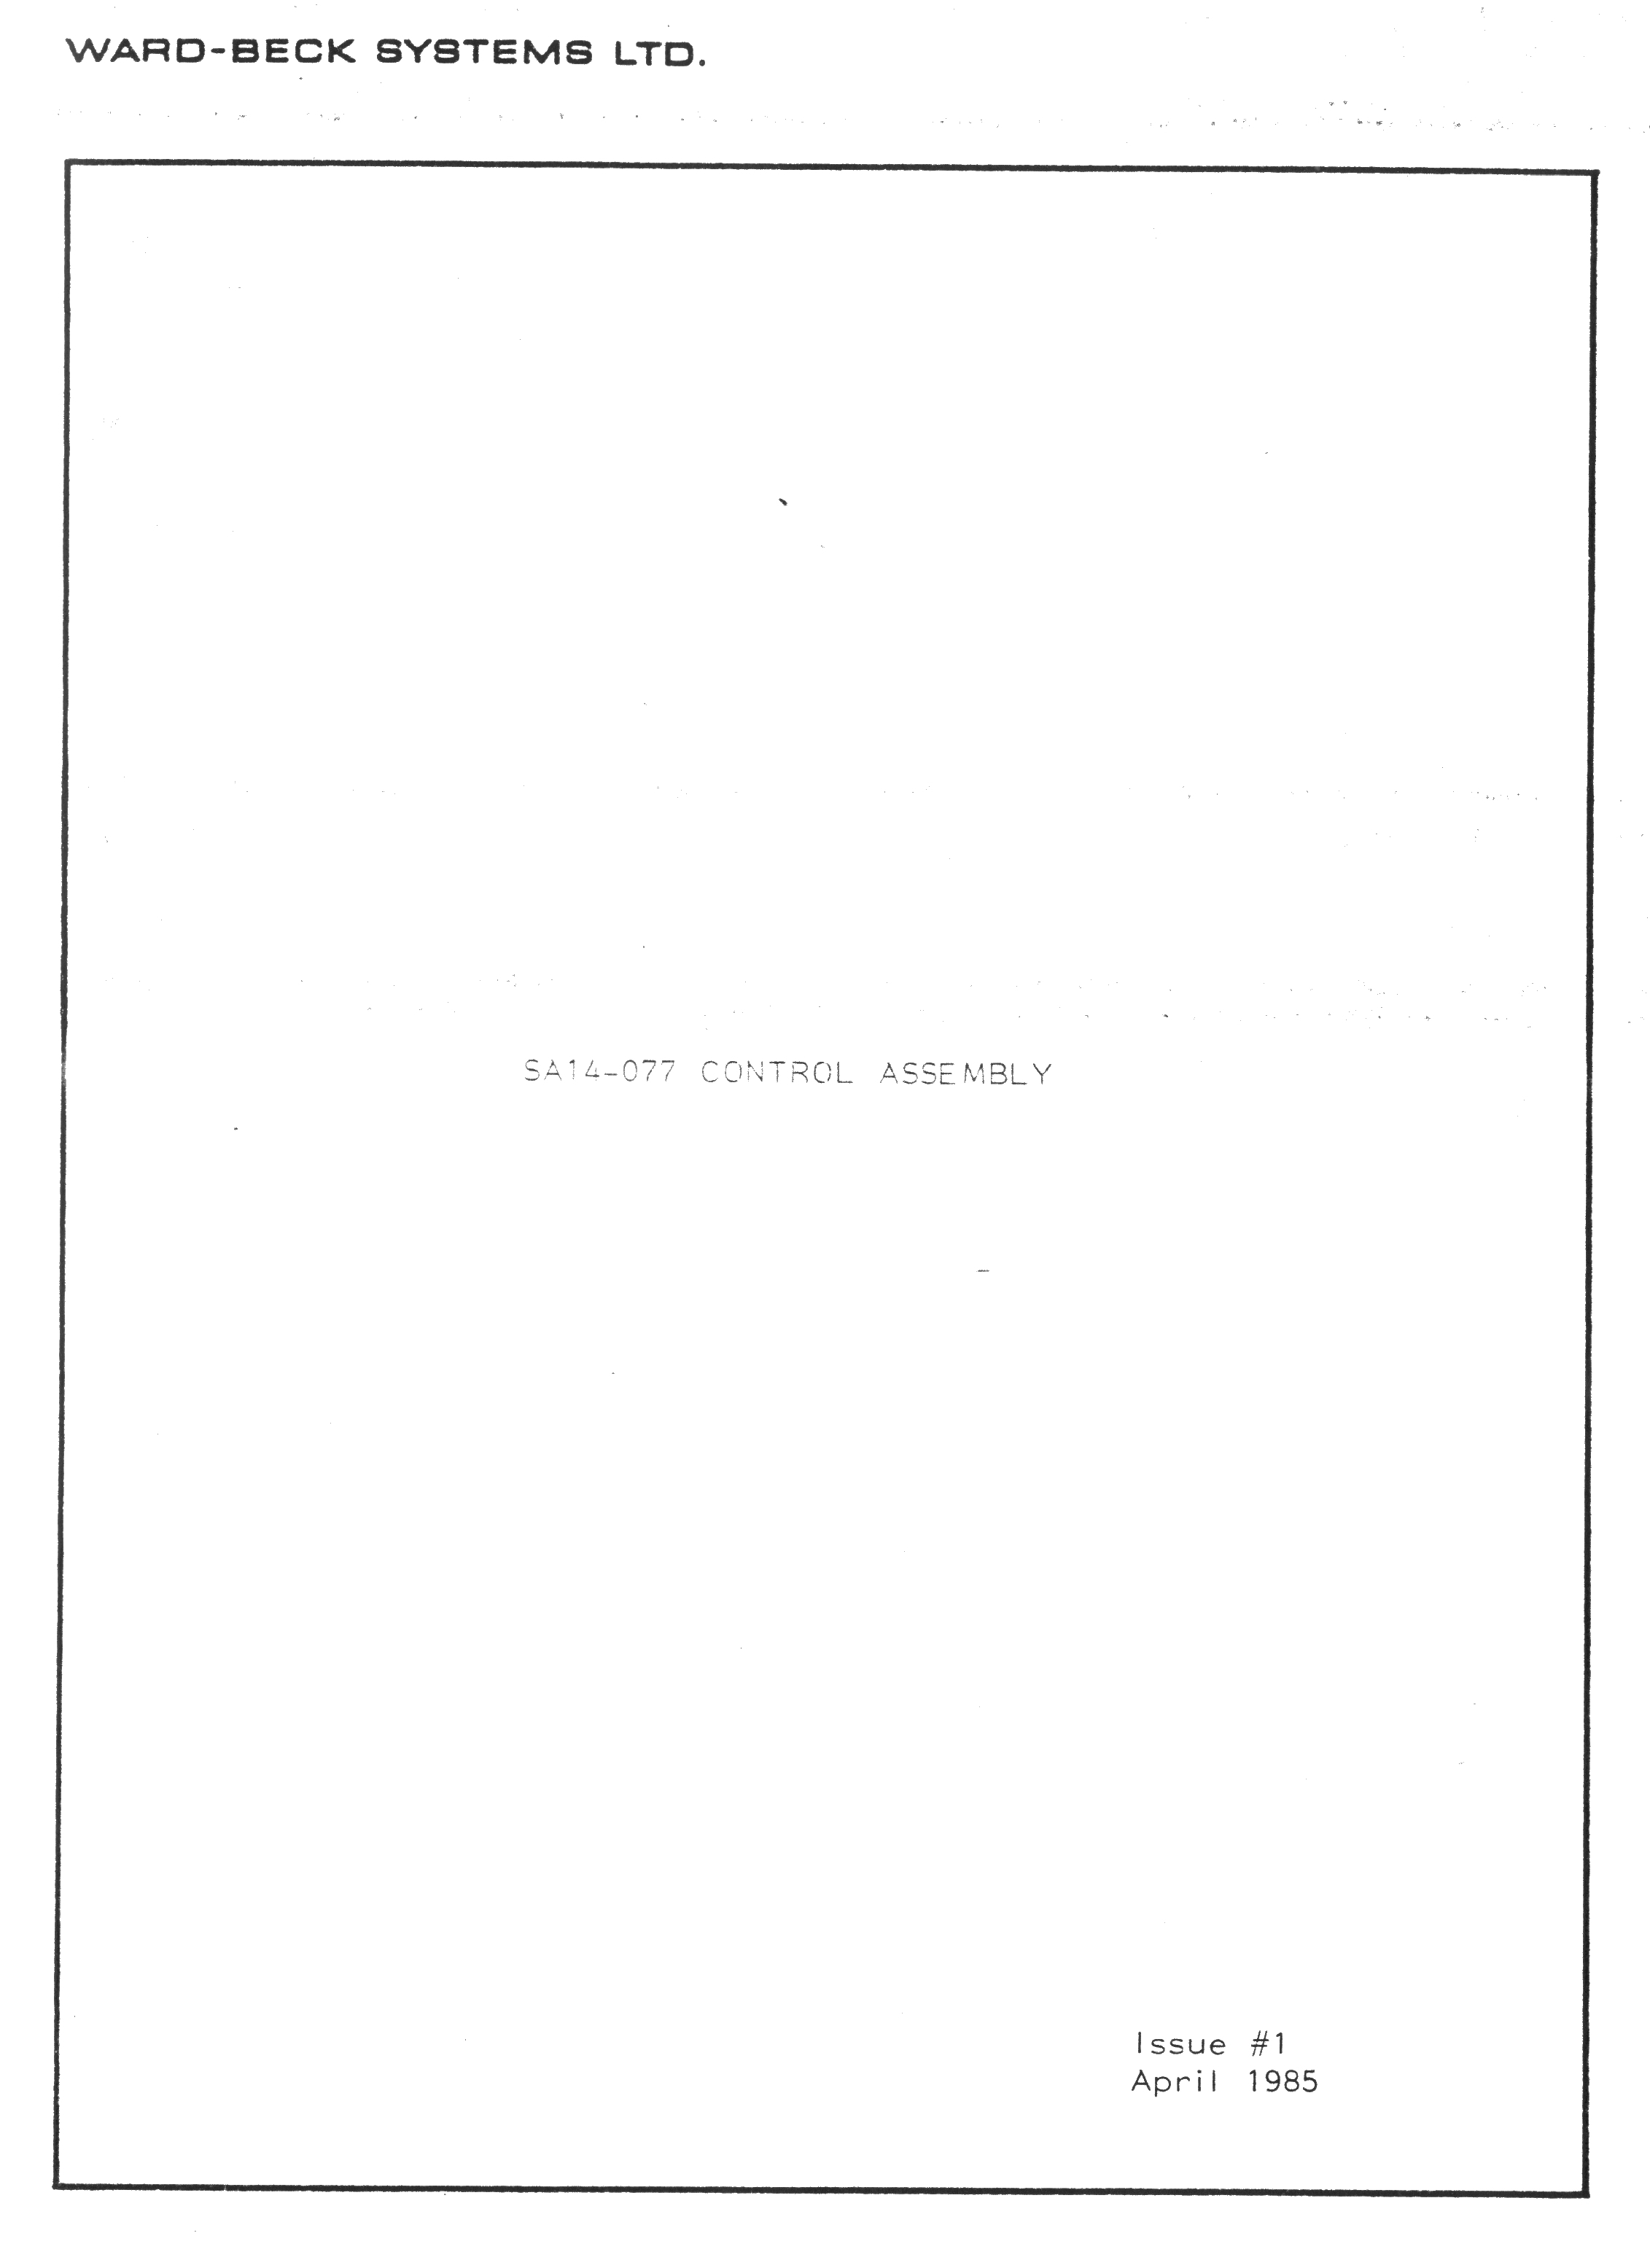 WARD-BECK SYSTEMS LTD.
SA14-077 CONTROL ASSEMBLY
Issue #1
April 1985